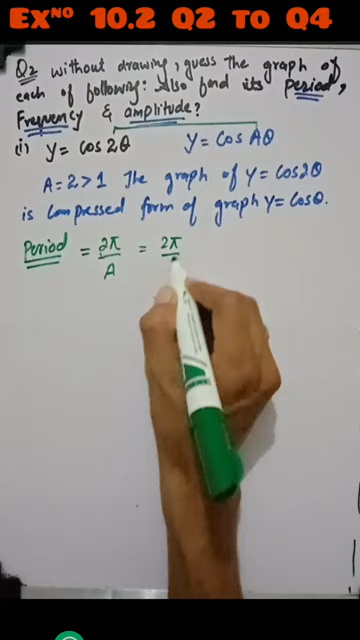 EXᴺᴼ 10.2 Q2 TO Q4
Q2 without drawing, guess the graph of
each of following: Also find its Period,
Frequency & amplitude?
(i) y = cos2θ Y = Cos Aθ
A = 2 > 1 The graph of y = cos2θ
is Compressed form of graph y = cosθ.
Period = 2π/A = 2π/